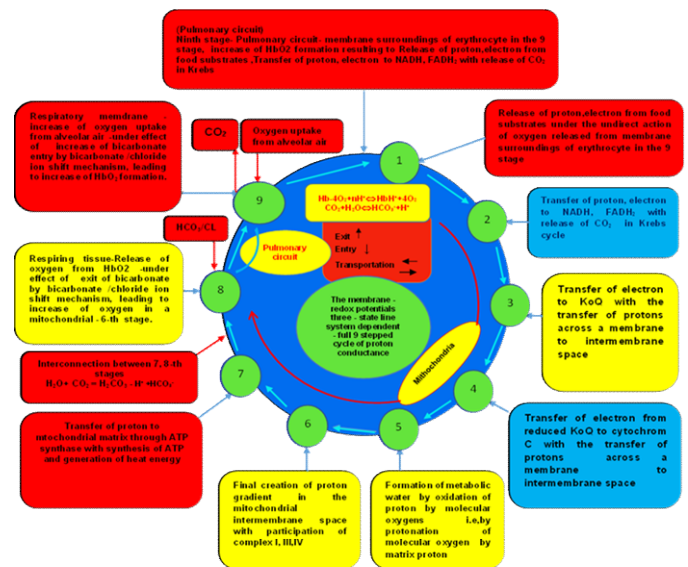 (Pulmonary circuit)
Ninth stage- Pulmonary circuit- membrane surroundings of erythrocyte in the 9
stage, increase of HbO2 formation resulting to Release of proton,electron from
food substrates ,Transfer of proton, electron to NADH, FADH2 with release of CO2
in Krebs
Respiratory memdrane -
increase of oxygen uptake
from alveolar air -under effect
of increase of bicarbonate
entry by bicarbonate /chloride
ion shift mechanism, leading
to increase of HbO2 formation.
CO2
Oxygen uptake
from alveolar air
Release of proton,electron from food
substrates under the undirect action
of oxygen released from membrane
surroundings of erythrocyte in the 9
stage
1
9
2
Hb-4O2+nH+⇔HbH++4O2
CO2+H2O⇔HCO3-+H+
Transfer of proton, electron
to NADH, FADH2 with
release of CO2 in Krebs
cycle
HCO3/CL
Exit ↑
Entry ↓
Transportation
Pulmonary
circuit
Respiring tissue-Release of
oxygen from HbO2 -under
effect of exit of bicarbonate
by bicarbonate /chloride ion
shift mechanism, leading to
increase of oxygen in a
mitochondrial - 6-th stage.
8
3
Transfer of electron
to KoQ with the
transfer of protons
across a membrane
to intermembrane
space
The membrane -
redox potentials
three - state line
system dependent
- full 9 stepped
cycle of proton
conductance
Mithochondria
Interconnection between 7, 8-th
stages
H2O+ CO2 = H2CO3 = H+ +HCO3-
7
4
Transfer of electron from
reduced KoQ to cytochrom
C with the transfer of
protons across a
membrane to
intermembrane space
Transfer of proton to
mitochondrial matrix through ATP
synthase with synthesis of ATP
and generation of heat energy
6
5
Final creation of proton
gradient in the
mitochondrial
intermembrane space
with participation of
complex I, III,IV
Formation of metabolic
water by oxidation of
proton by molecular
oxygens i.e,by
protonation of
molecular oxygen by
matrix proton